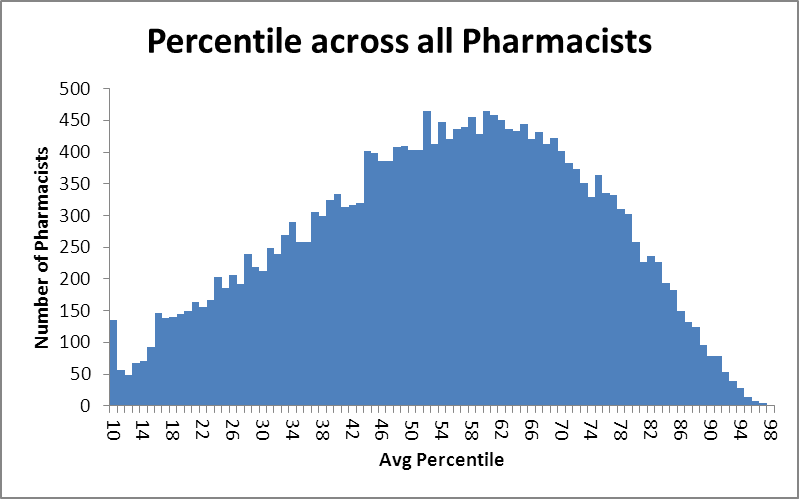 Percentile across all Pharmacists
Number of Pharmacists
500
450
400
350
300
250
200
150
100
50
0
10 14 18 22 26 30 34 38 42 46 50 54 58 62 66 70 74 78 82 86 90 94 98
Avg Percentile